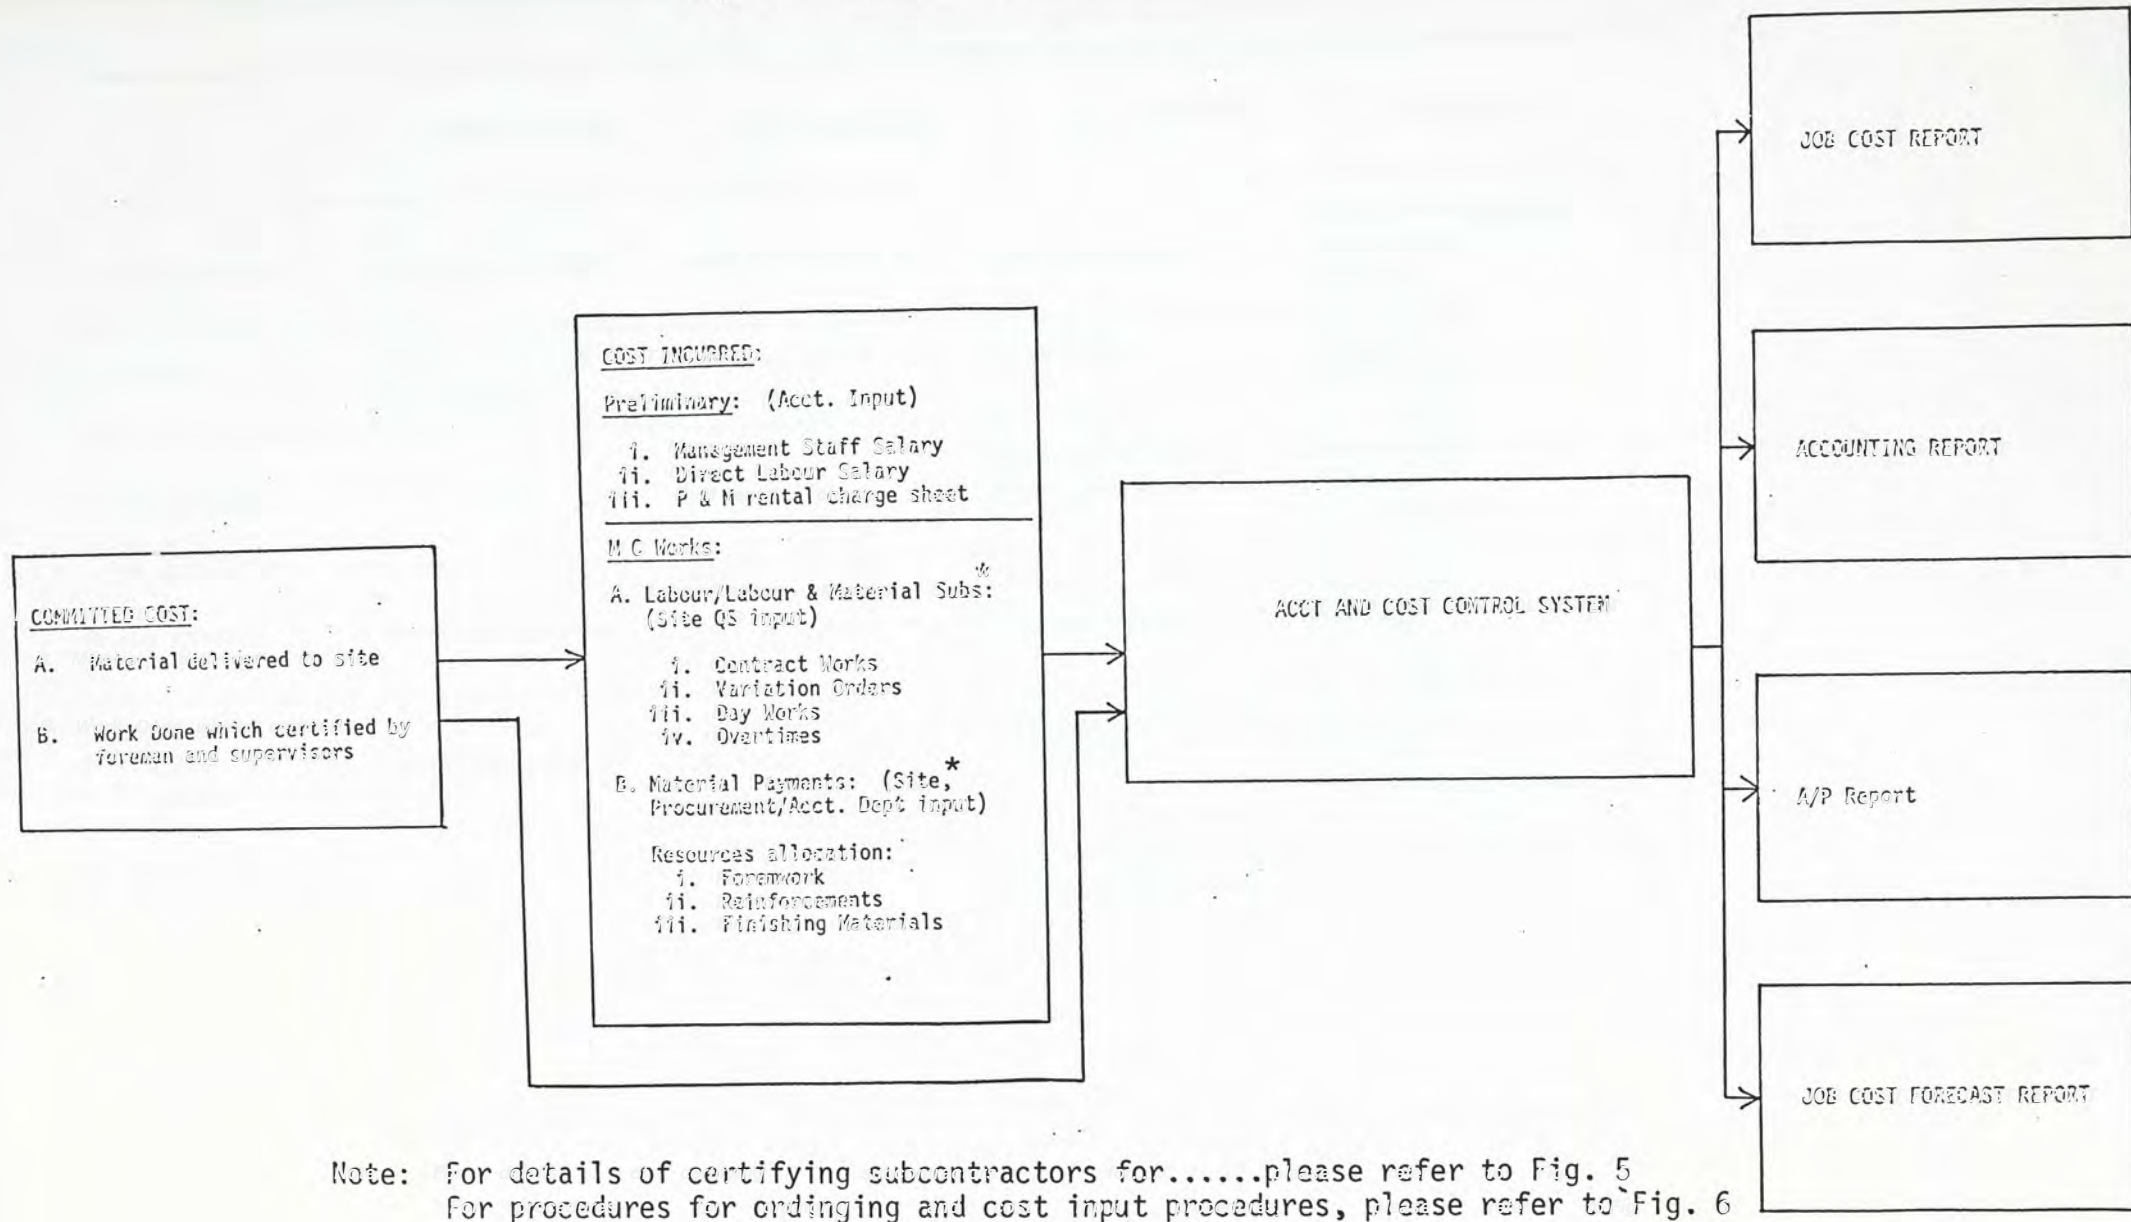 COMMITTED COST:
A. Material delivered to site
B. Work Done which certified by
foreman and supervisors
COST INCURRED:
Preliminary: (Acct. Input)
i. Management Staff Salary
ii. Direct Labour Salary
iii. P & M rental charge sheet
M C Works:
*
A. Labour/Labour & Material Subs:
(Site QS input)
i. Contract Works
ii. Variation Orders
iii. Day Works
iv. Overtimes
*
B. Material Payments: (Site,
Procurement/Acct. Dept input)
Resources allocation:
i. Foremwork
ii. Reinforcements
iii. Finishing Materials
ACCT AND COST CONTROL SYSTEM
JOB COST REPORT
ACCOUNTING REPORT
A/P Report
JOB COST FORECAST REPORT
Note: For details of certifying subcontractors for......please refer to Fig. 5
For procedures for ordinging and cost input procedures, please refer to Fig. 6